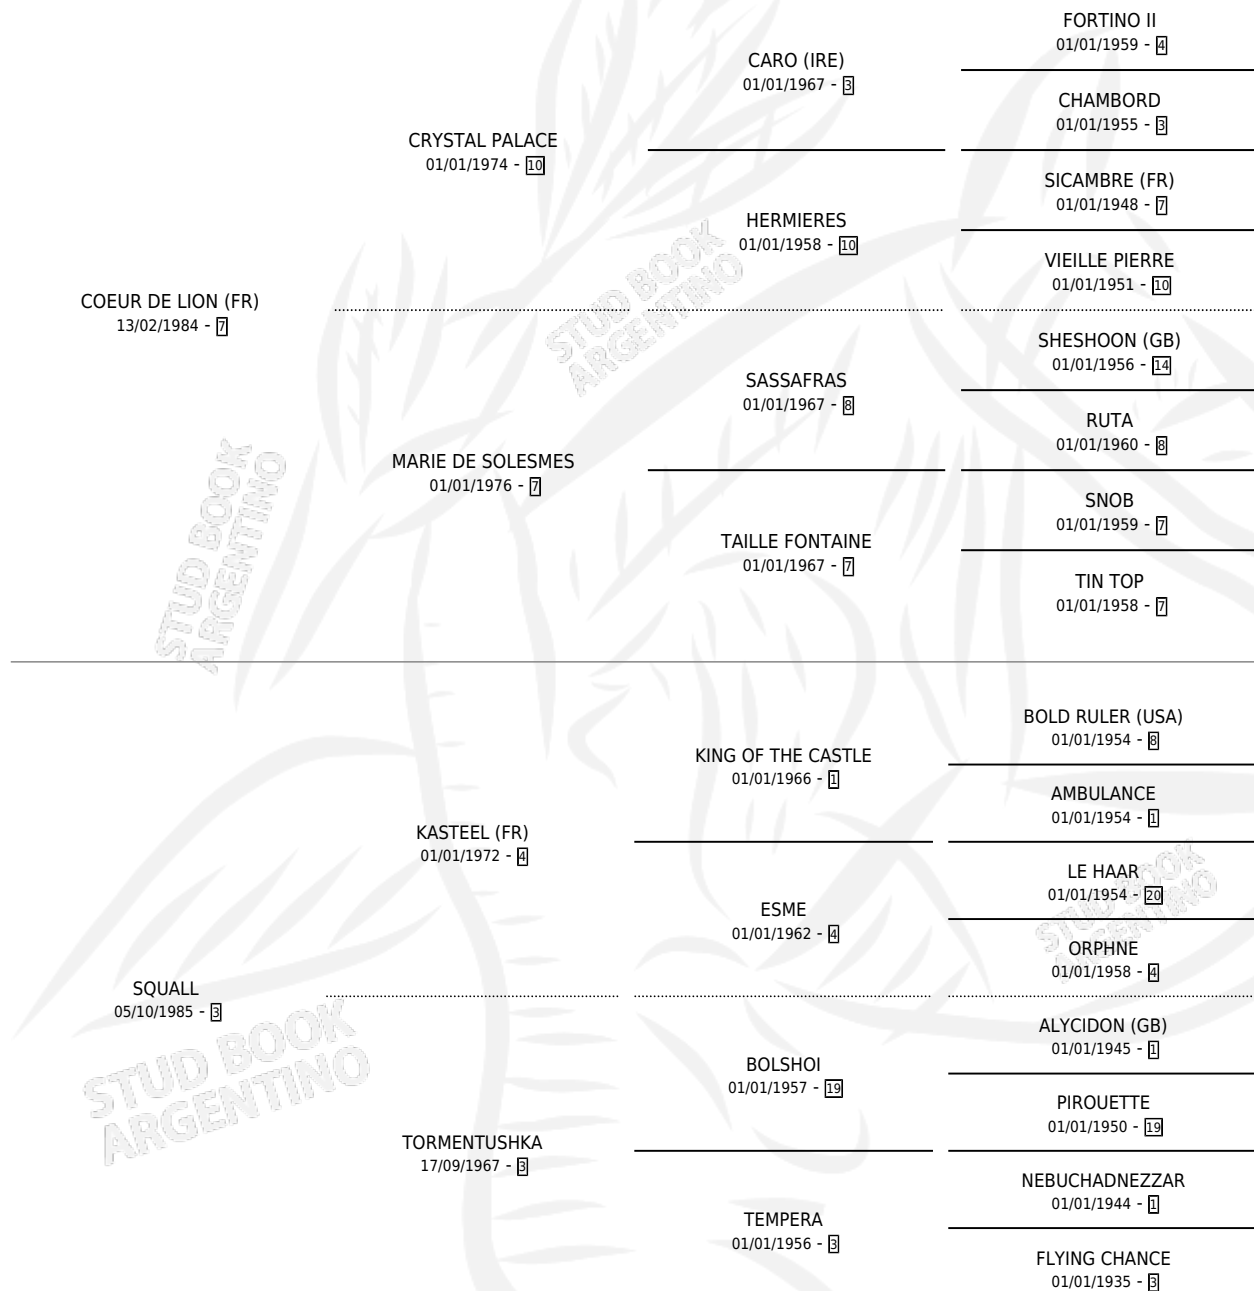 FORTINO II
01/01/1959 - 4
CARO (IRE)
01/01/1967 - 3
CHAMBORD
01/01/1955 - 3
CRYSTAL PALACE
01/01/1974 - 10
SICAMBRE (FR)
01/01/1948 - 7
HERMIERES
01/01/1958 - 10
VIEILLE PIERRE
01/01/1951 - 10
COEUR DE LION (FR)
13/02/1984 - 7
STUD BOOK
ARGENTINO
SHESHOON (GB)
01/01/1956 - 14
SASSAFRAS
01/01/1967 - 8
RUTA
01/01/1960 - 8
MARIE DE SOLESMES
01/01/1976 - 7
SNOB
01/01/1959 - 7
TAILLE FONTAINE
01/01/1967 - 7
TIN TOP
01/01/1958 - 7
STUD BOOK
ARGENTINO
BOLD RULER (USA)
01/01/1954 - 8
KING OF THE CASTLE
01/01/1966 - 1
AMBULANCE
01/01/1954 - 1
KASTEEL (FR)
01/01/1972 - 4
LE HAAR
01/01/1954 - 20
ESME
01/01/1962 - 4
STUD BOOK
ARGENTINO
ORPHNE
01/01/1958 - 4
SQUALL
05/10/1985 - 3
STUD BOOK
ARGENTINO
ALYCIDON (GB)
01/01/1945 - 1
BOLSHOI
01/01/1957 - 19
PIROUETTE
01/01/1950 - 19
TORMENTUSHKA
17/09/1967 - 3
NEBUCHADNEZZAR
01/01/1944 - 1
TEMPERA
01/01/1956 - 3
FLYING CHANCE
01/01/1935 - 3